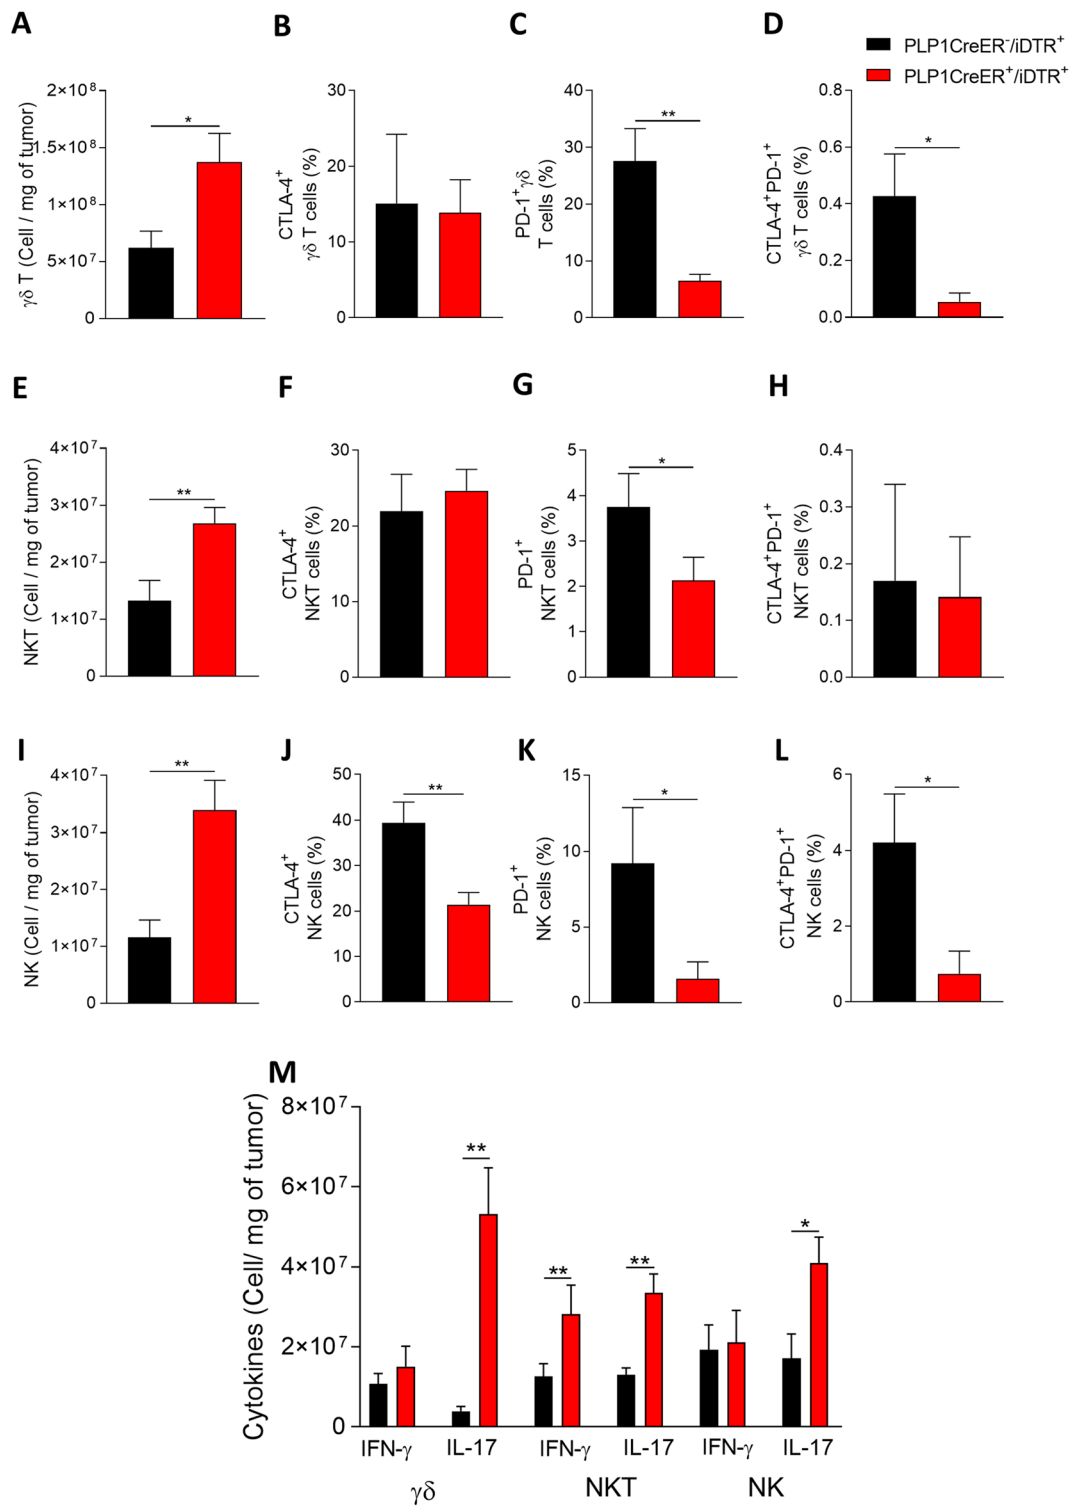 A
B
C
D
PLP1CreER⁻/iDTR⁺
PLP1CreER⁺/iDTR⁺
γδ T (Cell / mg of tumor)
2×10⁸
1.5×10⁸
1×10⁸
5×10⁷
0
*
CTLA-4⁺
γδ T cells (%)
30
20
10
0
PD-1⁺γδ
T cells (%)
40
30
20
10
0
**
CTLA-4⁺PD-1⁺
γδ T cells (%)
0.8
0.6
0.4
0.2
0.0
*
E
F
G
H
NKT (Cell / mg of tumor)
4×10⁷
3×10⁷
2×10⁷
1×10⁷
0
**
CTLA-4⁺
NKT cells (%)
30
20
10
0
PD-1⁺
NKT cells (%)
5
4
3
2
1
0
*
CTLA-4⁺PD-1⁺
NKT cells (%)
0.4
0.3
0.2
0.1
0.0
I
J
K
L
NK (Cell / mg of tumor)
4×10⁷
3×10⁷
2×10⁷
1×10⁷
0
**
CTLA-4⁺
NK cells (%)
50
40
30
20
10
0
**
PD-1⁺
NK cells (%)
15
10
5
0
*
CTLA-4⁺PD-1⁺
NK cells (%)
6
4
2
0
*
M
Cytokines (Cell/ mg of tumor)
8×10⁷
6×10⁷
4×10⁷
2×10⁷
0
**
**
**
*
IFN-γ IL-17 IFN-γ IL-17 IFN-γ IL-17
γδ NKT NK